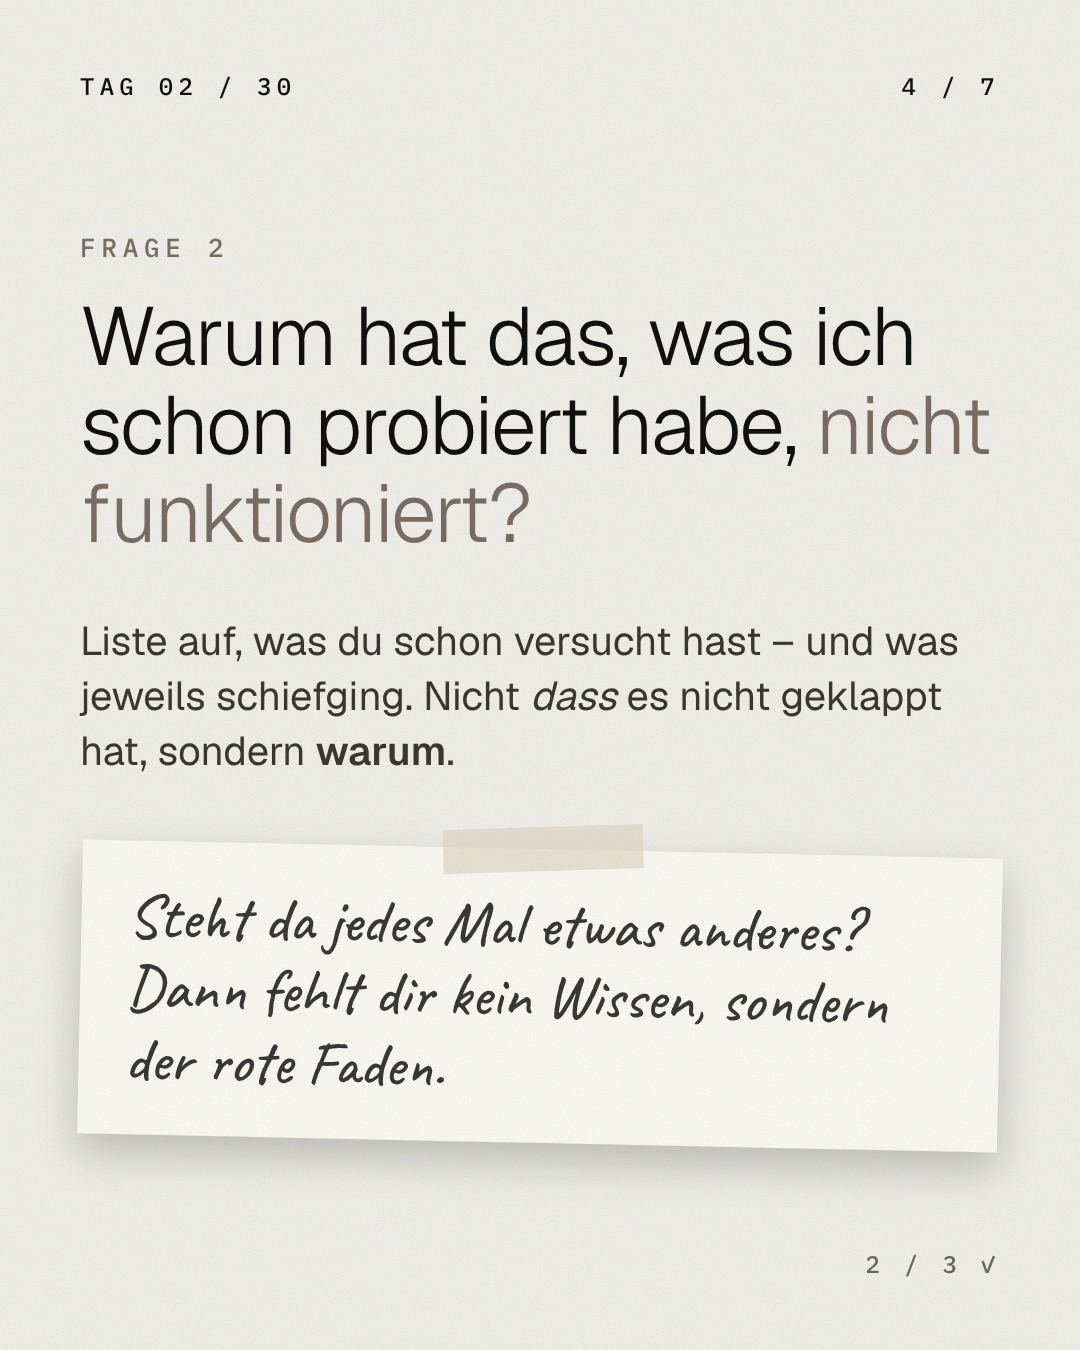 TAG 02 / 30
4 / 7
FRAGE 2
Warum hat das, was ich
schon probiert habe, nicht
funktioniert?
Liste auf, was du schon versucht hast – und was
jeweils schiefging. Nicht dass es nicht geklappt
hat, sondern warum.
Steht da jedes Mal etwas anderes?
Dann fehlt dir kein Wissen, sondern
der rote Faden.
2 / 3 ✓